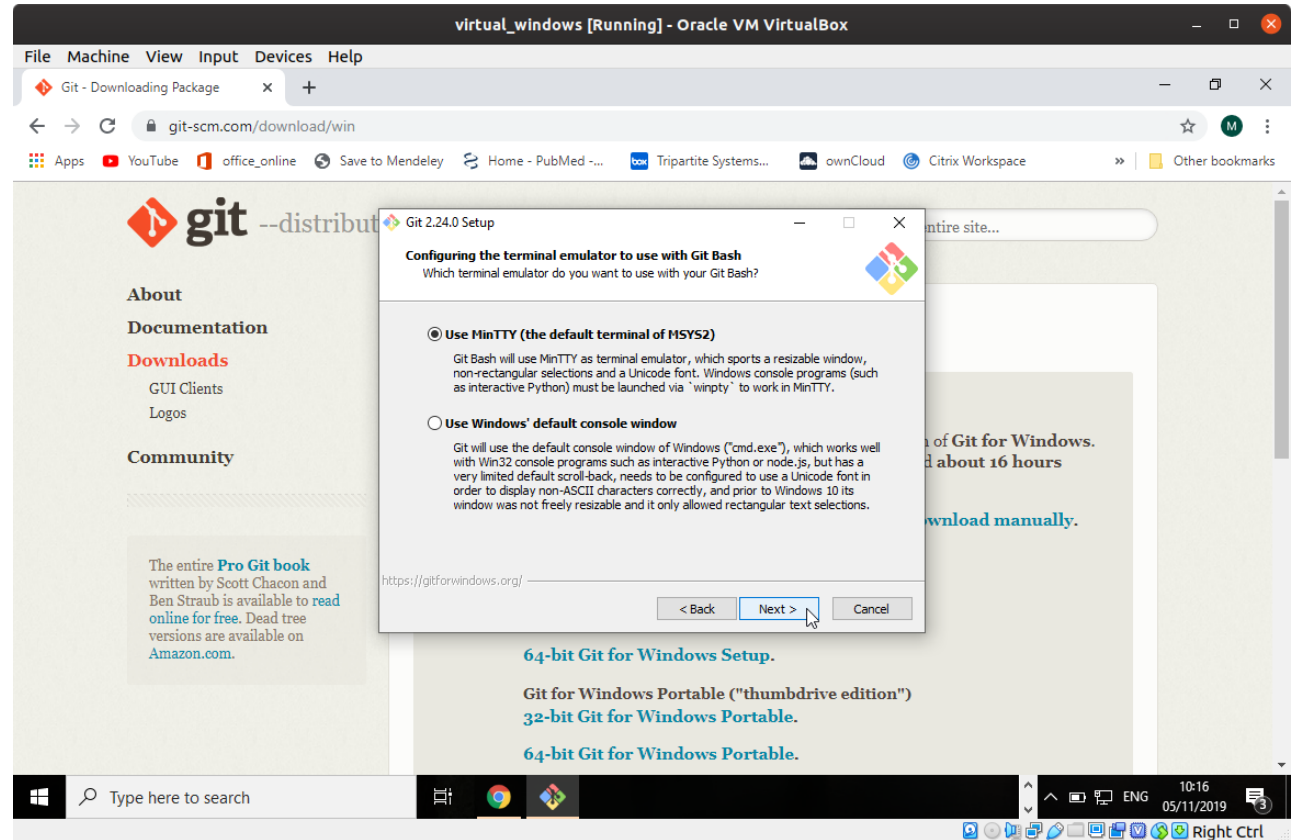 virtual_windows [Running] - Oracle VM VirtualBox
File Machine View Input Devices Help
Git - Downloading Package
git-scm.com/download/win
M
Apps YouTube office_online Save to Mendeley Home - PubMed -... box Tripartite Systems... ownCloud Citrix Workspace » Other bookmarks
git --distribut
ntire site...
About
Documentation
Downloads
GUI Clients
Logos
Community
The entire Pro Git book
written by Scott Chacon and
Ben Straub is available to read
online for free. Dead tree
versions are available on
Amazon.com.
Git 2.24.0 Setup
Configuring the terminal emulator to use with Git Bash
Which terminal emulator do you want to use with your Git Bash?
Use MinTTY (the default terminal of MSYS2)
Git Bash will use MinTTY as terminal emulator, which sports a resizable window,
non-rectangular selections and a Unicode font. Windows console programs (such
as interactive Python) must be launched via `winpty` to work in MinTTY.
Use Windows' default console window
Git will use the default console window of Windows ("cmd.exe"), which works well
with Win32 console programs such as interactive Python or node.js, but has a
very limited default scroll-back, needs to be configured to use a Unicode font in
order to display non-ASCII characters correctly, and prior to Windows 10 its
window was not freely resizable and it only allowed rectangular text selections.
https://gitforwindows.org/
< Back Next > Cancel
of Git for Windows.
d about 16 hours
wnload manually.
64-bit Git for Windows Setup.
Git for Windows Portable ("thumbdrive edition")
32-bit Git for Windows Portable.
64-bit Git for Windows Portable.
Type here to search
ENG
10:16
05/11/2019
3
Right Ctrl